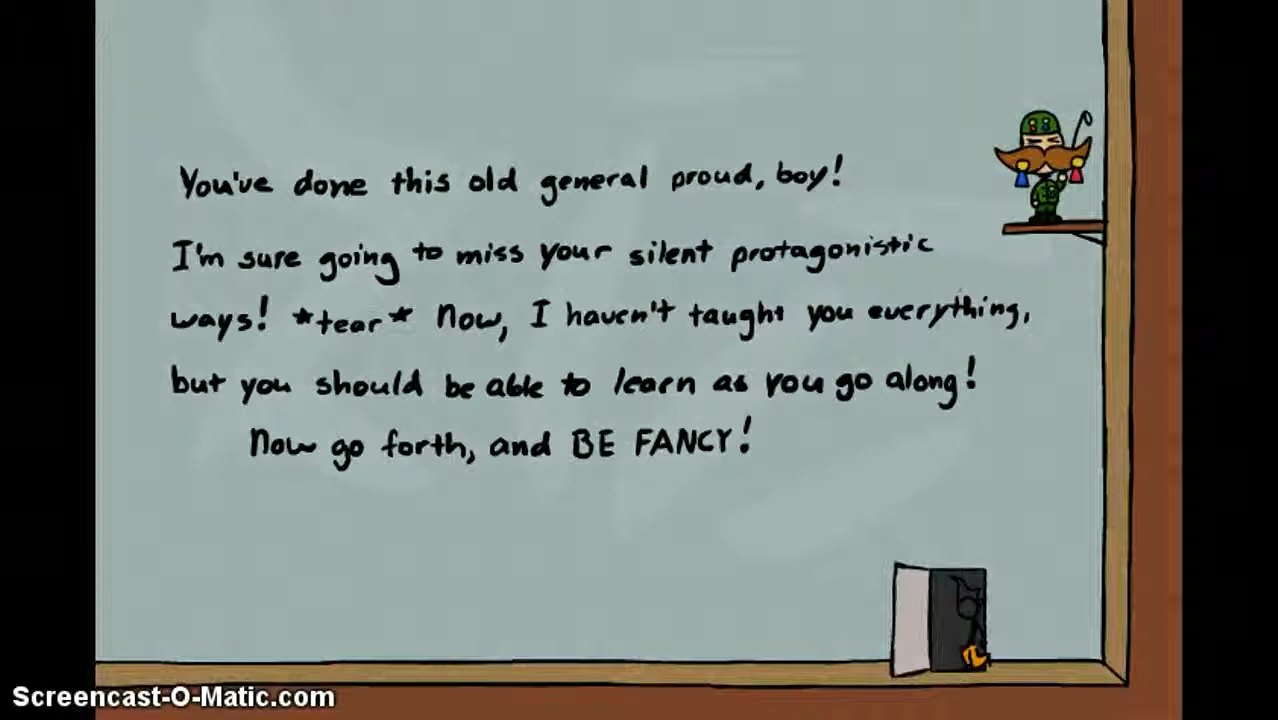 You've done this old general proud, boy!
I'm sure going to miss your silent protagonistic
ways! *tear* Now, I haven't taught you everything,
but you should be able to learn as you go along!
Now go forth, and BE FANCY!
Screencast-O-Matic.com